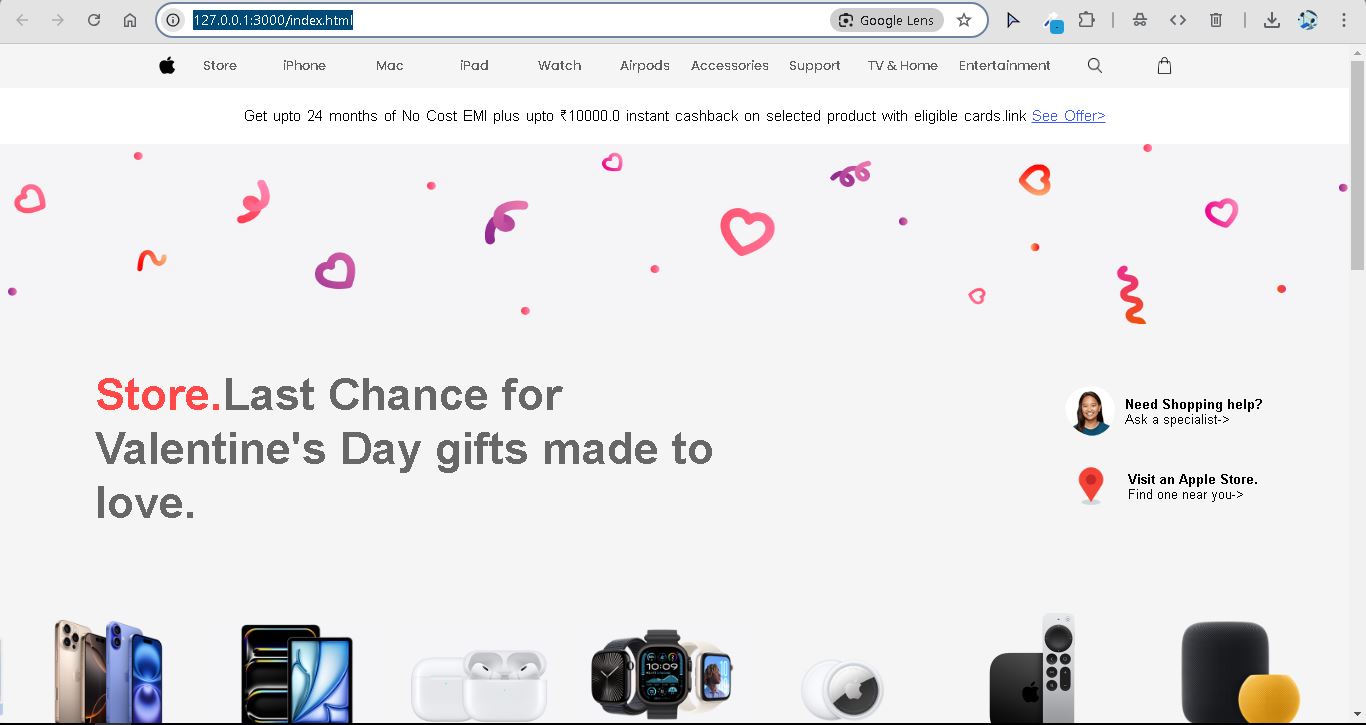 127.0.0.1:3000/index.html
Google Lens
Store iPhone Mac iPad Watch Airpods Accessories Support TV & Home Entertainment
Get upto 24 months of No Cost EMI plus upto ₹10000.0 instant cashback on selected product with eligible cards.link See Offer>
Store.Last Chance for
Valentine's Day gifts made to
love.
Need Shopping help?
Ask a specialist->
Visit an Apple Store.
Find one near you->
10:09